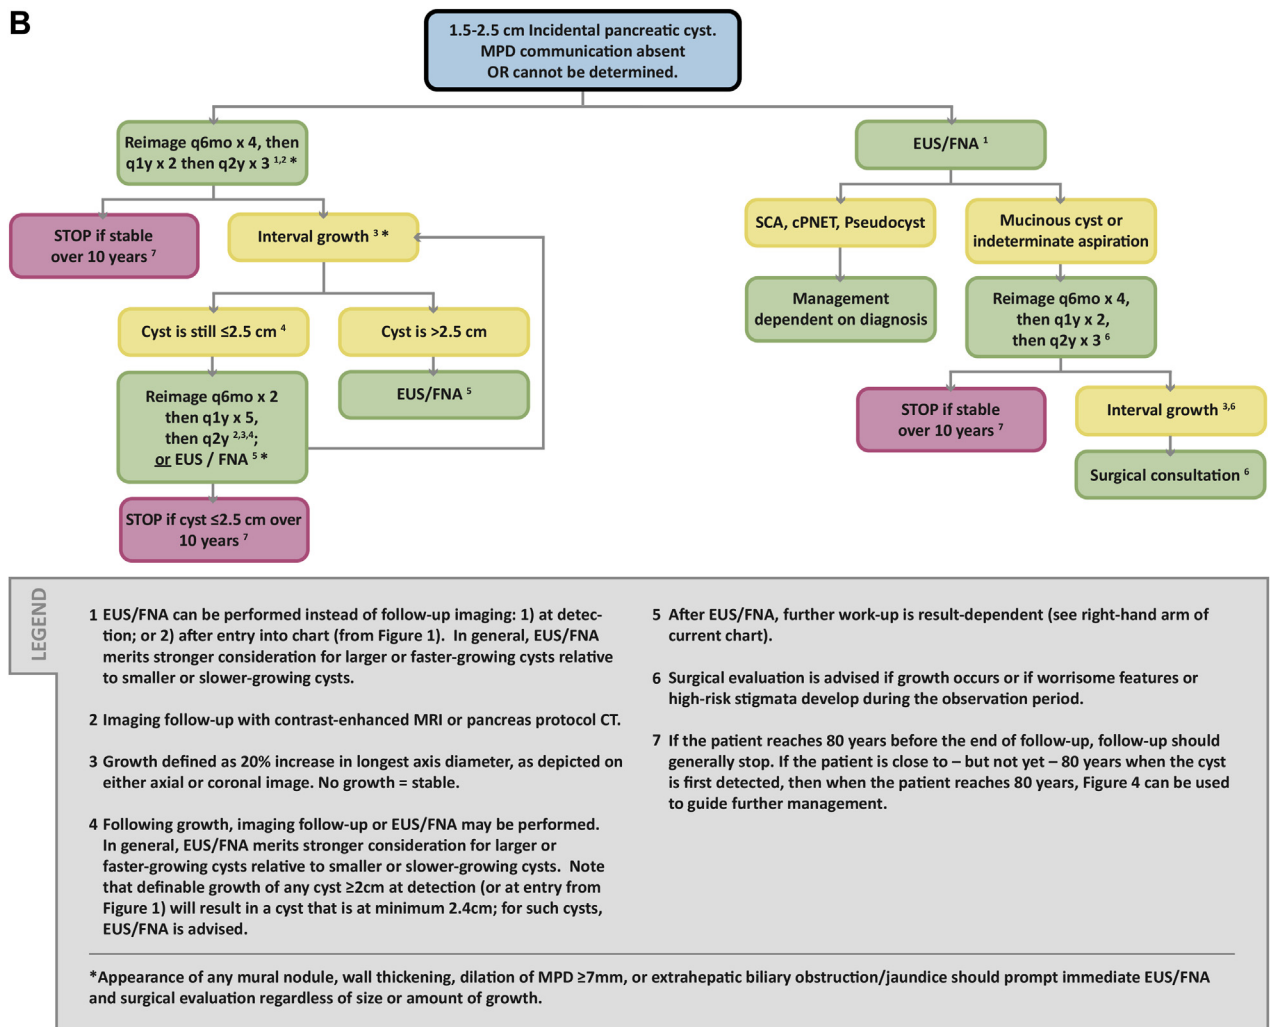 B
1.5-2.5 cm Incidental pancreatic cyst.
MPD communication absent
OR cannot be determined.
Reimage q6mo x 4, then
q1y x 2 then q2y x 3 1,2 *
STOP if stable
over 10 years 7
Interval growth 3 *
Cyst is still ≤2.5 cm 4
Cyst is >2.5 cm
Reimage q6mo x 2
then q1y x 5,
then q2y 2,3,4;
or EUS / FNA 5 *
EUS/FNA 5
STOP if cyst ≤2.5 cm over
10 years 7
EUS/FNA 1
SCA, cPNET, Pseudocyst
Mucinous cyst or
indeterminate aspiration
Management
dependent on diagnosis
Reimage q6mo x 4,
then q1y x 2,
then q2y x 3 6
STOP if stable
over 10 years 7
Interval growth 3,6
Surgical consultation 6
LEGEND
1 EUS/FNA can be performed instead of follow-up imaging: 1) at detec-
tion; or 2) after entry into chart (from Figure 1). In general, EUS/FNA
merits stronger consideration for larger or faster-growing cysts relative
to smaller or slower-growing cysts.
2 Imaging follow-up with contrast-enhanced MRI or pancreas protocol CT.
3 Growth defined as 20% increase in longest axis diameter, as depicted on
either axial or coronal image. No growth = stable.
4 Following growth, imaging follow-up or EUS/FNA may be performed.
In general, EUS/FNA merits stronger consideration for larger or
faster-growing cysts relative to smaller or slower-growing cysts. Note
that definable growth of any cyst ≥2cm at detection (or at entry from
Figure 1) will result in a cyst that is at minimum 2.4cm; for such cysts,
EUS/FNA is advised.
5 After EUS/FNA, further work-up is result-dependent (see right-hand arm of
current chart).
6 Surgical evaluation is advised if growth occurs or if worrisome features or
high-risk stigmata develop during the observation period.
7 If the patient reaches 80 years before the end of follow-up, follow-up should
generally stop. If the patient is close to – but not yet – 80 years when the cyst
is first detected, then when the patient reaches 80 years, Figure 4 can be used
to guide further management.
*Appearance of any mural nodule, wall thickening, dilation of MPD ≥7mm, or extrahepatic biliary obstruction/jaundice should prompt immediate EUS/FNA
and surgical evaluation regardless of size or amount of growth.